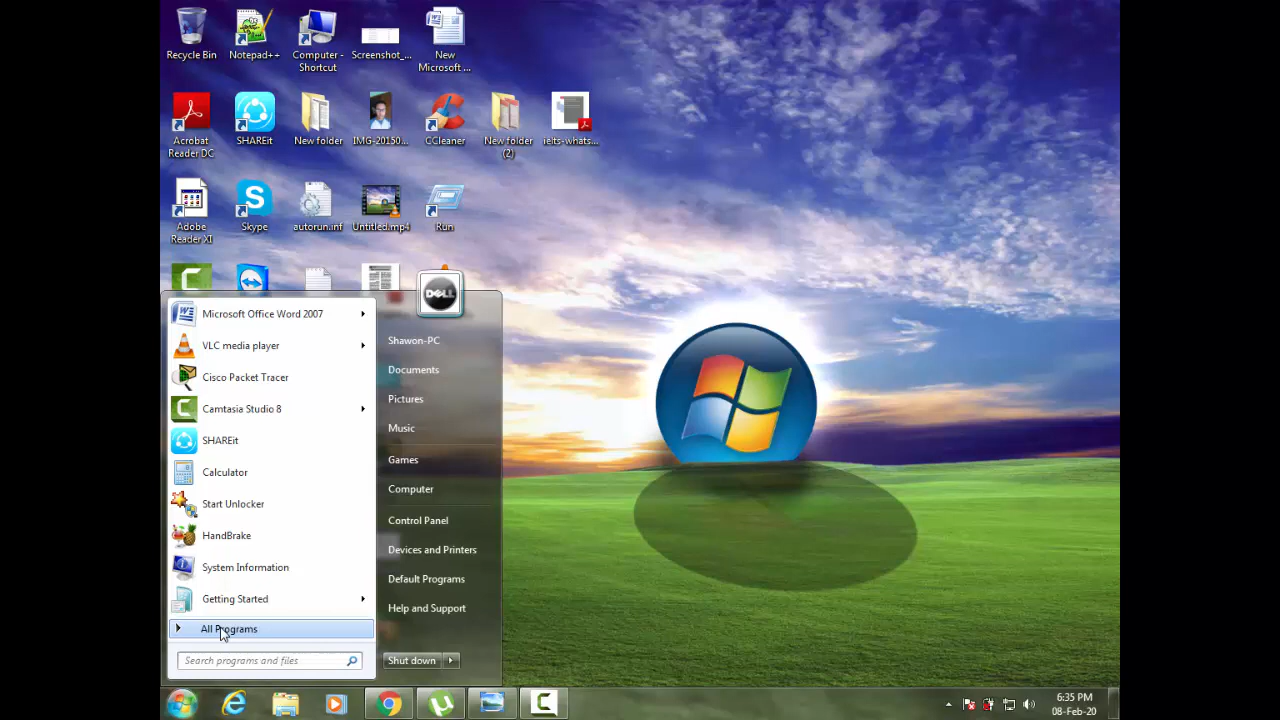 Recycle Bin
Notepad++
Computer -
Shortcut
Screenshot_...
New
Microsoft ...
Acrobat
Reader DC
SHAREit
New folder
IMG-20150...
CCleaner
New folder
(2)
ielts-whats...
Adobe
Reader XI
Skype
autorun.inf
Untitled.mp4
Run
DELL
Microsoft Office Word 2007
VLC media player
Cisco Packet Tracer
Camtasia Studio 8
SHAREit
Calculator
Start Unlocker
HandBrake
System Information
Getting Started
All Programs
Search programs and files
Shawon-PC
Documents
Pictures
Music
Games
Computer
Control Panel
Devices and Printers
Default Programs
Help and Support
Shut down
6:35 PM
08-Feb-20